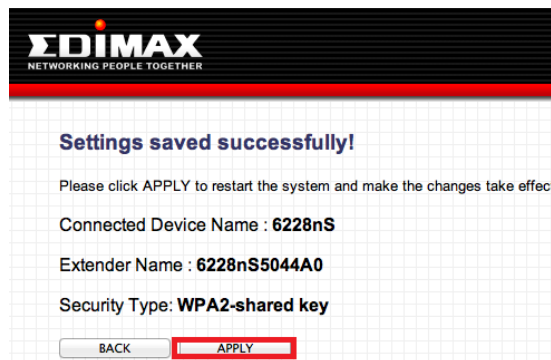 EDIMAX
NETWORKING PEOPLE TOGETHER
Settings saved successfully!
Please click APPLY to restart the system and make the changes take effec
Connected Device Name : 6228nS
Extender Name : 6228nS5044A0
Security Type: WPA2-shared key
BACK APPLY